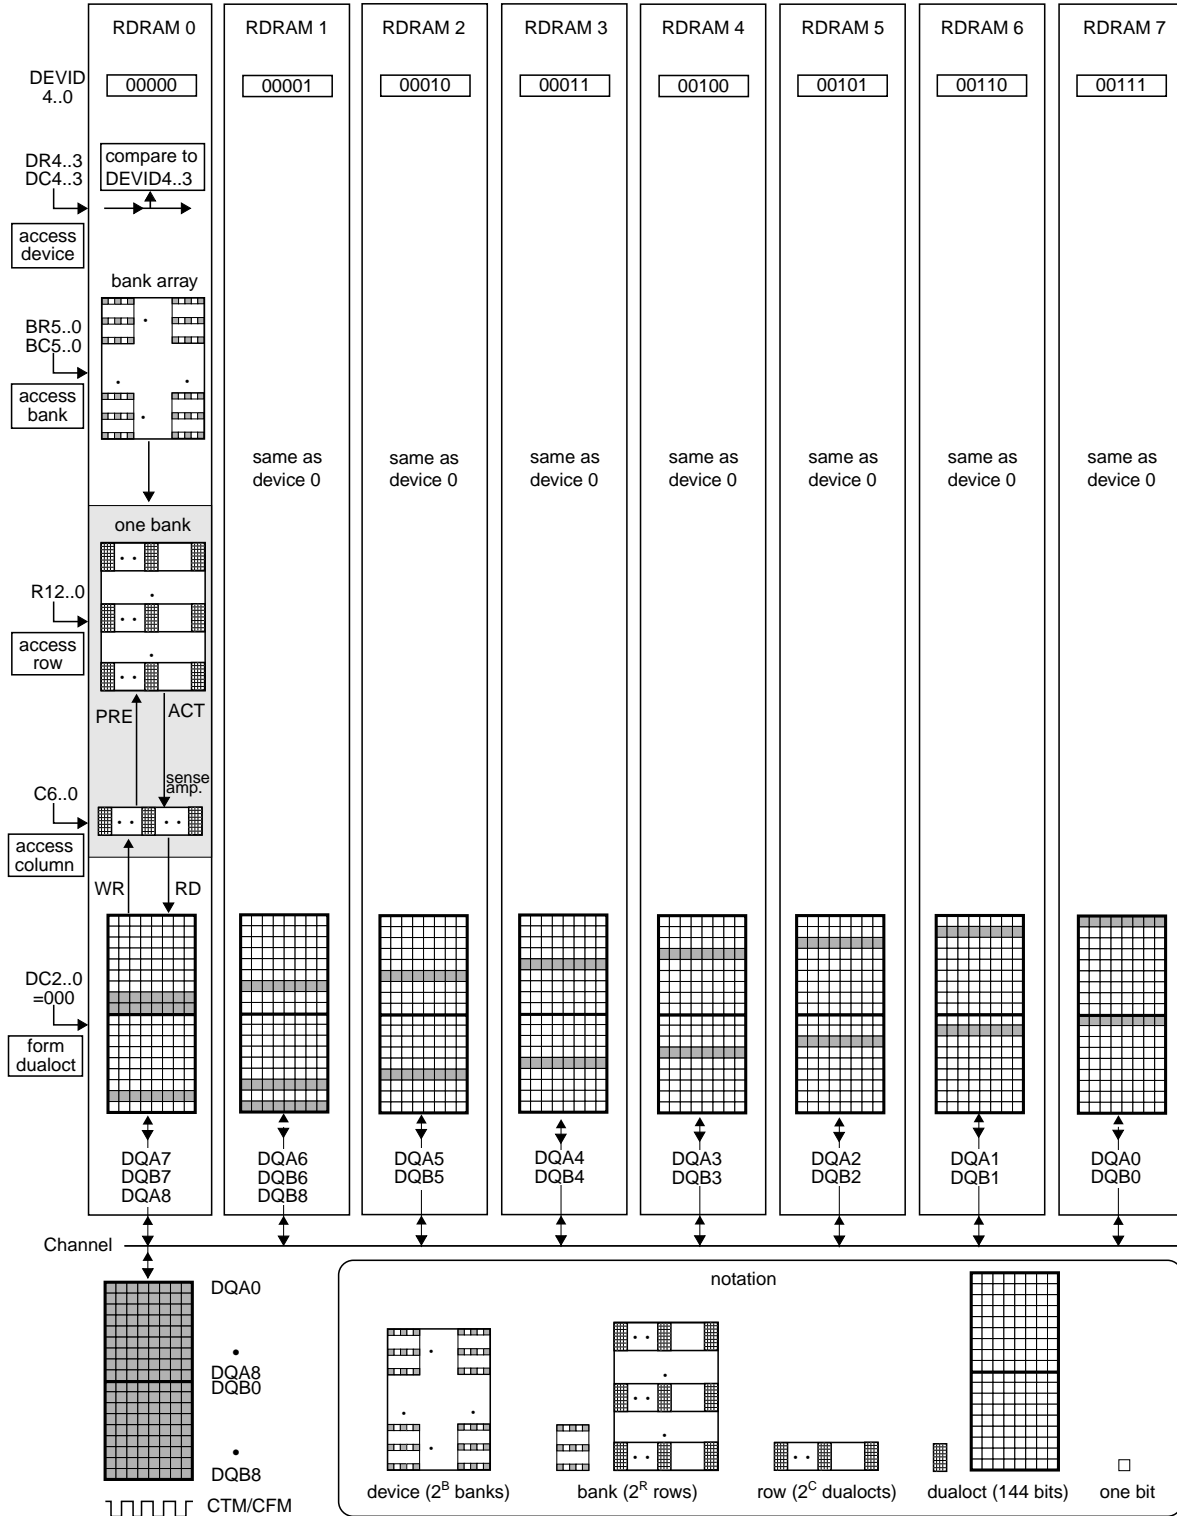 RDRAM 0 RDRAM 1 RDRAM 2 RDRAM 3 RDRAM 4 RDRAM 5 RDRAM 6 RDRAM 7
DEVID
4..0
00000 00001 00010 00011 00100 00101 00110 00111
DR4..3
DC4..3
compare to
DEVID4..3
access
device
bank array
BR5..0
BC5..0
access
bank
same as same as same as same as same as same as same as
device 0 device 0 device 0 device 0 device 0 device 0 device 0
one bank
R12..0
access
row
PRE ACT
sense
amp.
C6..0
access
column
WR RD
DC2..0
=000
form
dualoct
DQA7 DQA6 DQA5 DQA4 DQA3 DQA2 DQA1 DQA0
DQB7 DQB6 DQB5 DQB4 DQB3 DQB2 DQB1 DQB0
DQA8 DQB8
Channel
DQA0
DQA8
DQB0
DQB8
CTM/CFM
notation
device (2^B banks) bank (2^R rows) row (2^C dualocts) dualoct (144 bits) one bit